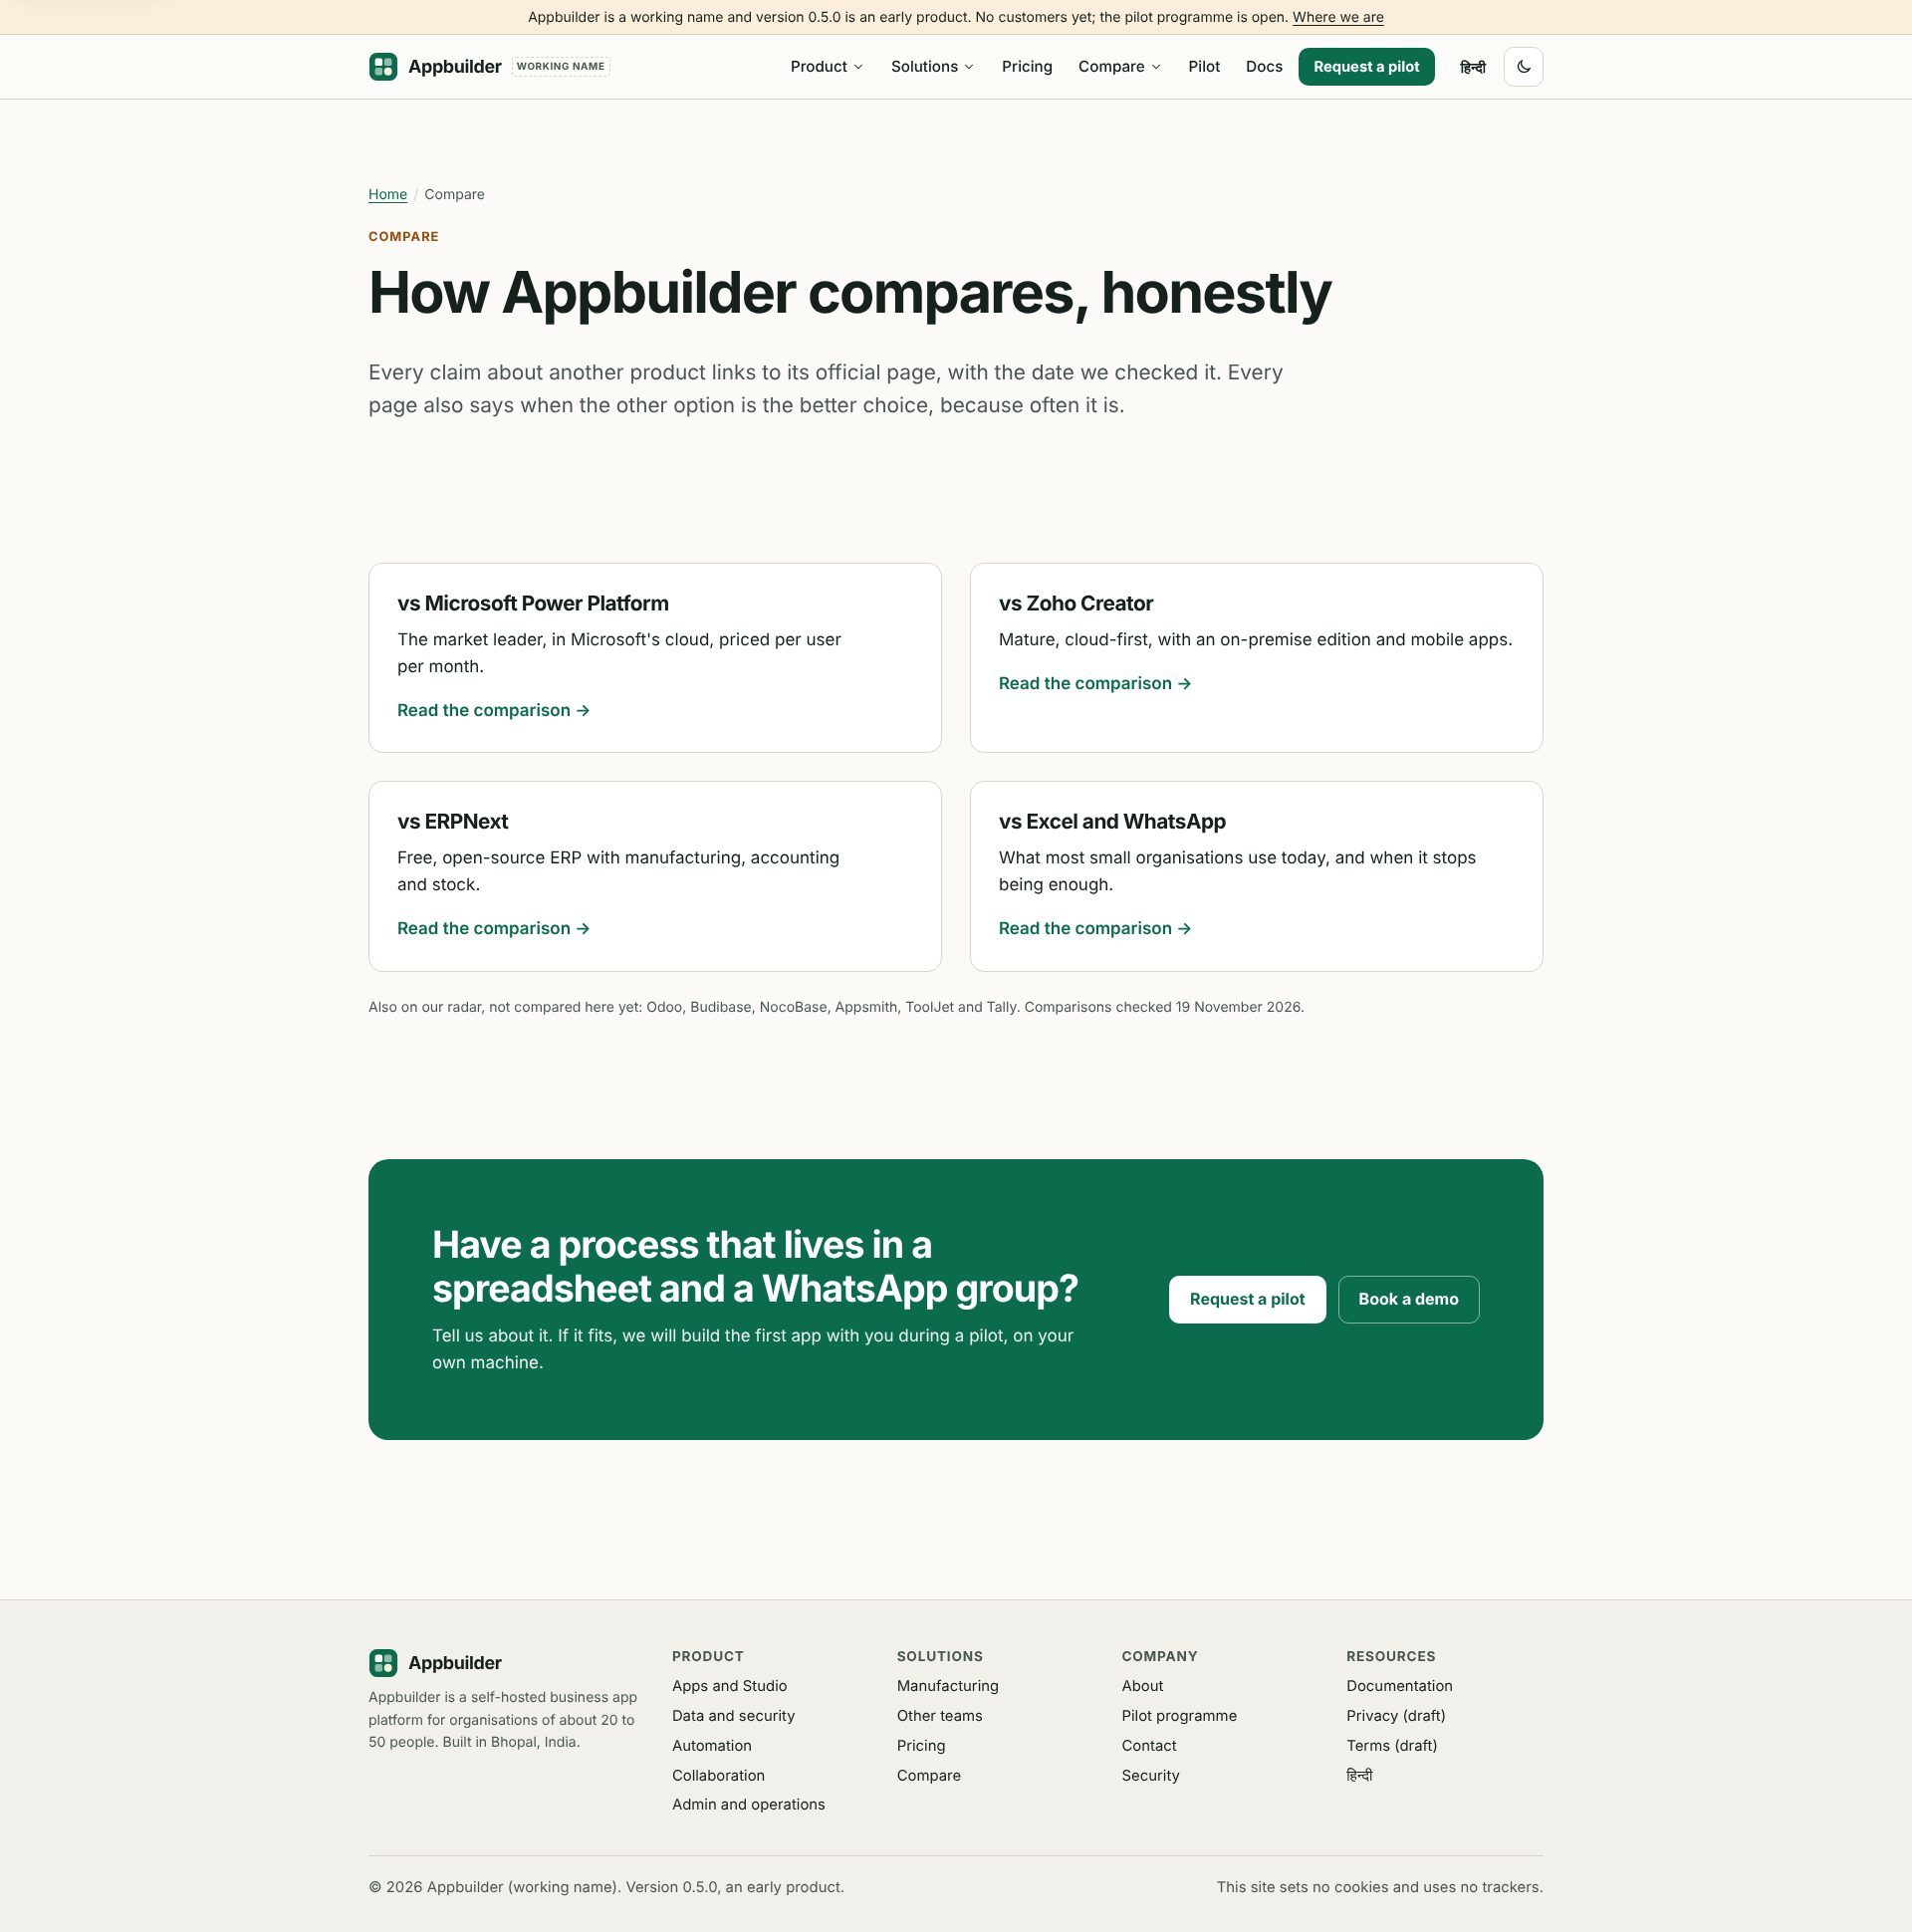 Appbuilder is a working name and version 0.5.0 is an early product. No customers yet; the pilot programme is open. Where we are
Appbuilder WORKING NAME Product Solutions Pricing Compare Pilot Docs Request a pilot हिन्दी
Home / Compare
COMPARE
How Appbuilder compares, honestly
Every claim about another product links to its official page, with the date we checked it. Every
page also says when the other option is the better choice, because often it is.
vs Microsoft Power Platform
The market leader, in Microsoft's cloud, priced per user
per month.
Read the comparison →
vs Zoho Creator
Mature, cloud-first, with an on-premise edition and mobile apps.
Read the comparison →
vs ERPNext
Free, open-source ERP with manufacturing, accounting
and stock.
Read the comparison →
vs Excel and WhatsApp
What most small organisations use today, and when it stops
being enough.
Read the comparison →
Also on our radar, not compared here yet: Odoo, Budibase, NocoBase, Appsmith, ToolJet and Tally. Comparisons checked 19 November 2026.
Have a process that lives in a
spreadsheet and a WhatsApp group?
Tell us about it. If it fits, we will build the first app with you during a pilot, on your
own machine.
Request a pilot
Book a demo
Appbuilder
Appbuilder is a self-hosted business app
platform for organisations of about 20 to
50 people. Built in Bhopal, India.
PRODUCT
Apps and Studio
Data and security
Automation
Collaboration
Admin and operations
SOLUTIONS
Manufacturing
Other teams
Pricing
Compare
COMPANY
About
Pilot programme
Contact
Security
RESOURCES
Documentation
Privacy (draft)
Terms (draft)
हिन्दी
© 2026 Appbuilder (working name). Version 0.5.0, an early product.
This site sets no cookies and uses no trackers.